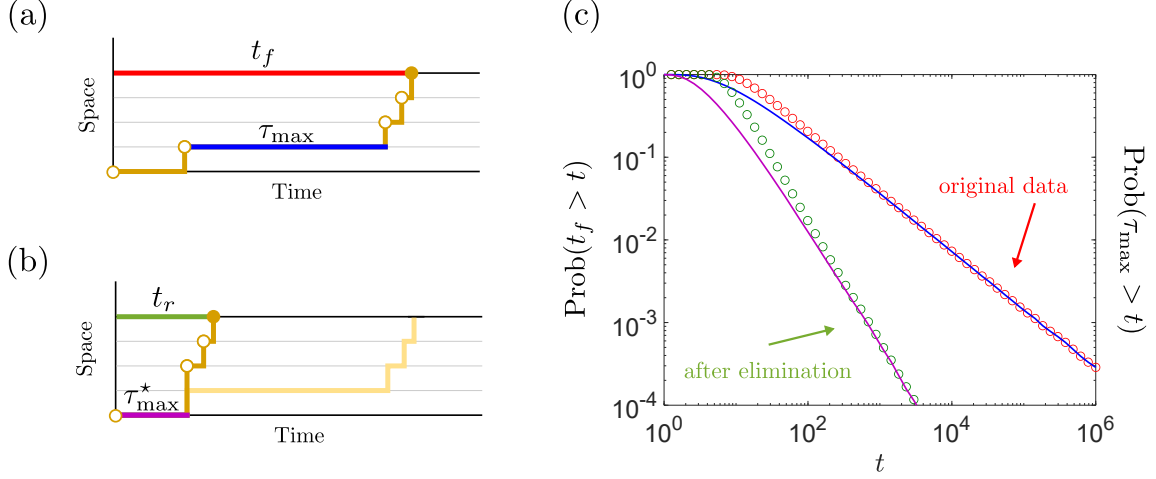 (a)
t_f
Space
τ_max
Time
(b)
t_r
Space
τ*_max
Time
(c)
10^0
10^-1
10^-2
10^-3
10^-4
Prob(t_f > t)
original data
after elimination
Prob(τ_max > t)
10^0 10^2 10^4 10^6
t